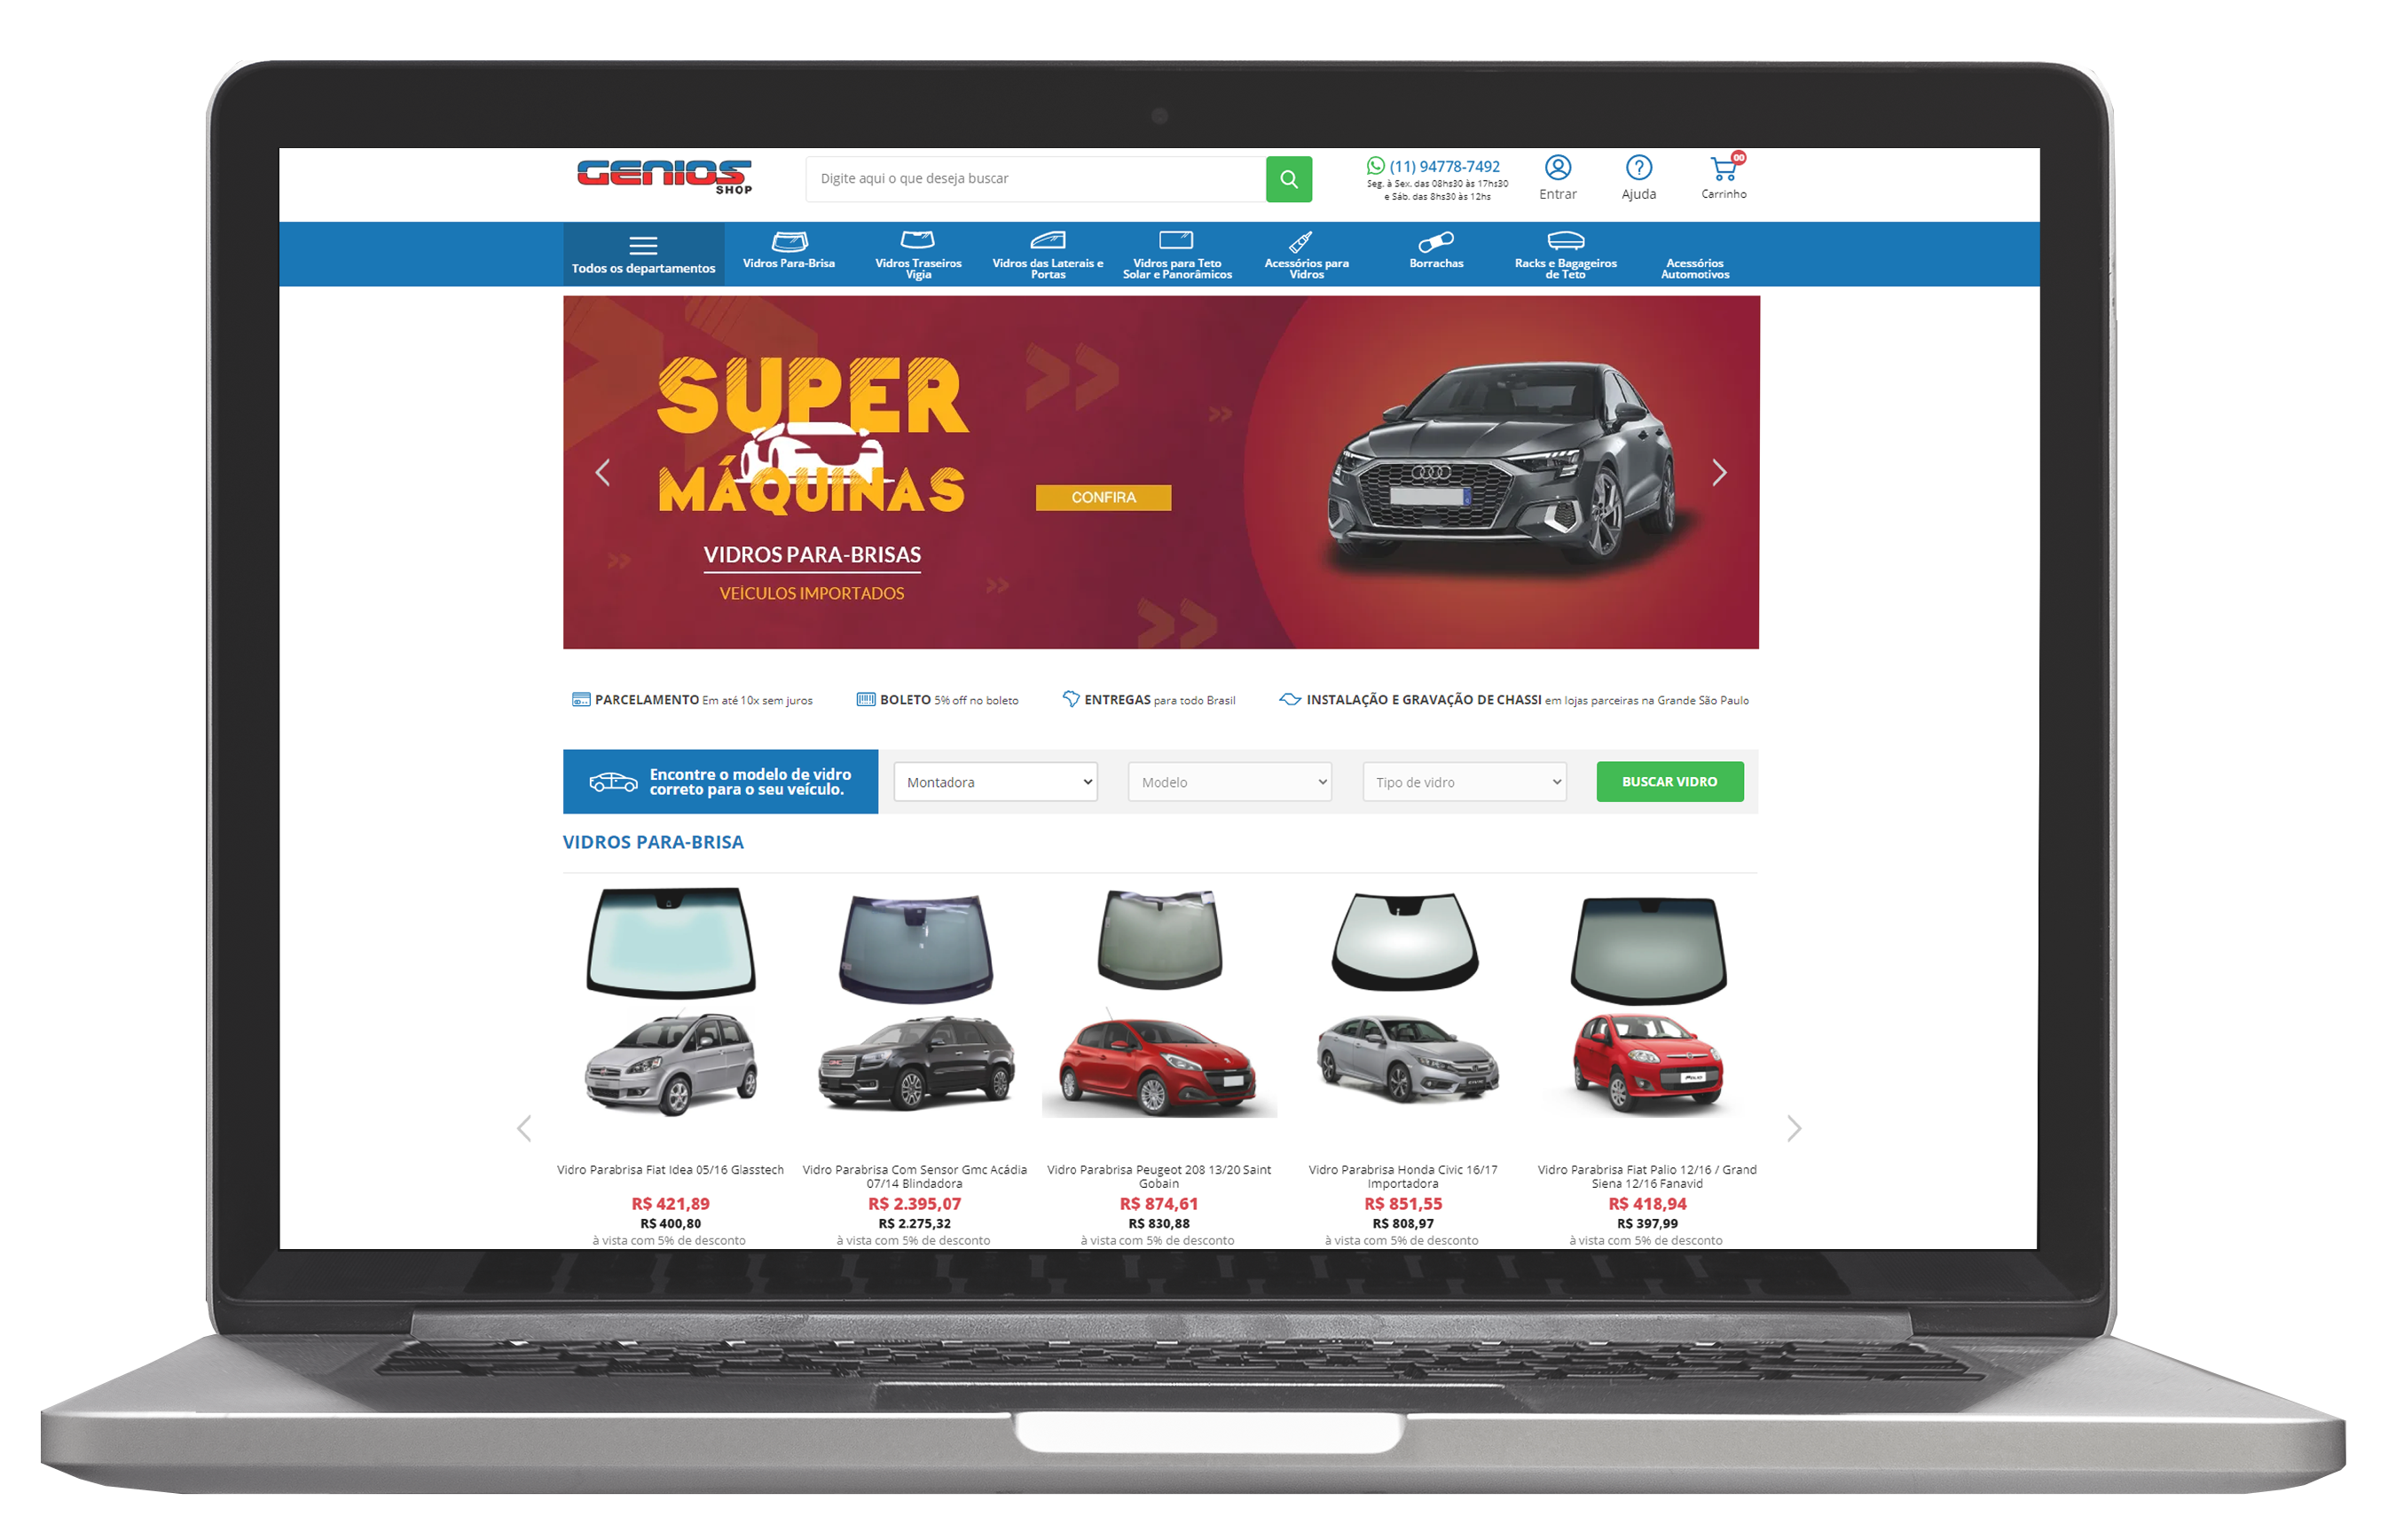 GENIOS
SHOP
Digite aqui o que deseja buscar
(11) 94778-7492
Seg. à Sex. das 08hs30 às 17hs30
e Sáb. das 8hs30 às 12hs
Entrar
Ajuda
00
Carrinho
Todos os departamentos
Vidros Para-Brisa
Vidros Traseiros
Vigia
Vidros das Laterais e
Portas
Vidros para Teto
Solar e Panorâmicos
Acessórios para
Vidros
Borrachas
Racks e Bagageiros
de Teto
Acessórios
Automotivos
SUPER
MÁQUINAS
CONFIRA
VIDROS PARA-BRISAS
VEÍCULOS IMPORTADOS
PARCELAMENTO Em até 10x sem juros
BOLETO 5% off no boleto
ENTREGAS para todo Brasil
INSTALAÇÃO E GRAVAÇÃO DE CHASSI em lojas parceiras na Grande São Paulo
Encontre o modelo de vidro
correto para o seu veículo.
Montadora
Modelo
Tipo de vidro
BUSCAR VIDRO
VIDROS PARA-BRISA
Vidro Parabrisa Fiat Idea 05/16 Glasstech
R$ 421,89
R$ 400,80
à vista com 5% de desconto
Vidro Parabrisa Com Sensor Gmc Acádia
07/14 Blindadora
R$ 2.395,07
R$ 2.275,32
à vista com 5% de desconto
Vidro Parabrisa Peugeot 208 13/20 Saint
Gobain
R$ 874,61
R$ 830,88
à vista com 5% de desconto
Vidro Parabrisa Honda Civic 16/17
Importadora
R$ 851,55
R$ 808,97
à vista com 5% de desconto
Vidro Parabrisa Fiat Palio 12/16 / Grand
Siena 12/16 Fanavid
R$ 418,94
R$ 397,99
à vista com 5% de desconto